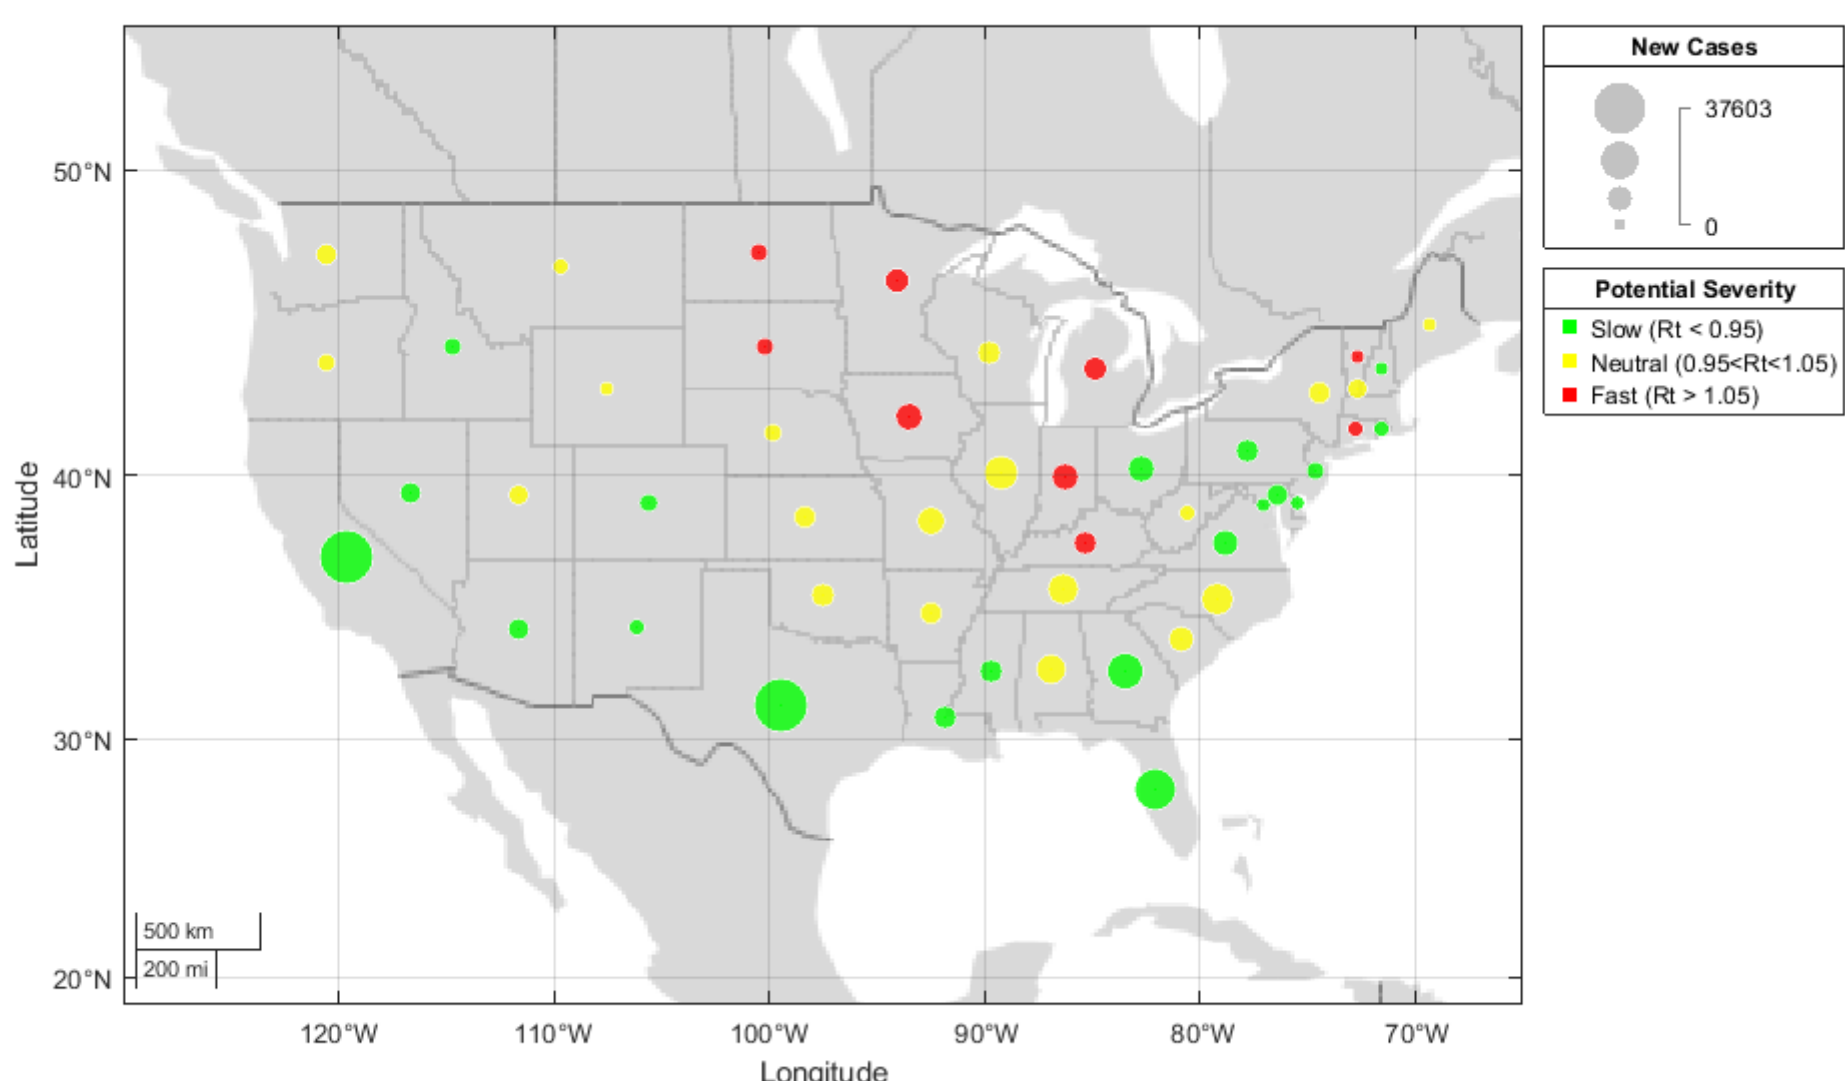 New Cases
37603
0
Potential Severity
Slow (Rt < 0.95)
Neutral (0.95<Rt<1.05)
Fast (Rt > 1.05)
50°N
40°N
30°N
20°N
Latitude
500 km
200 mi
120°W 110°W 100°W 90°W 80°W 70°W
Longitude